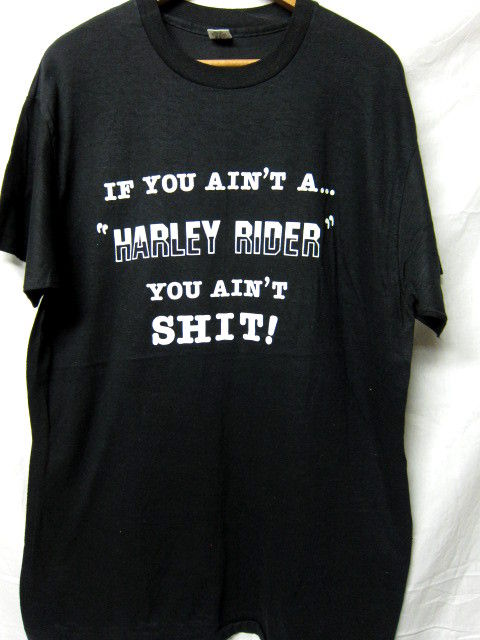 IF YOU AIN'T A...
"HARLEY RIDER"
YOU AIN'T
SHIT!